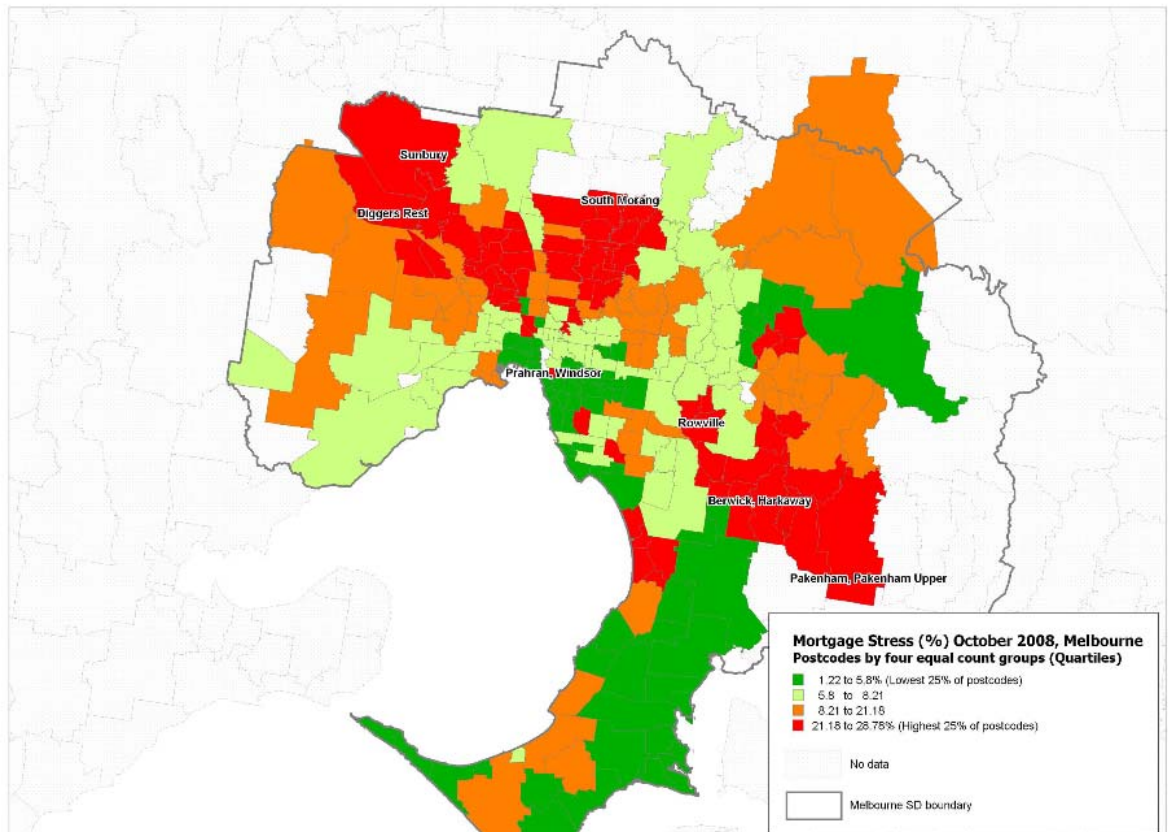 Sunbury
South Morang
Diggers Rest
Prahran, Windsor
Rowville
Berwick, Harkaway
Pakenham, Pakenham Upper
Mortgage Stress (%) October 2008, Melbourne
Postcodes by four equal count groups (Quartiles)
1.22 to 5.8% (Lowest 25% of postcodes)
5.8 to 8.21
8.21 to 21.18
21.18 to 28.78% (Highest 25% of postcodes)
No data
Melbourne SD boundary